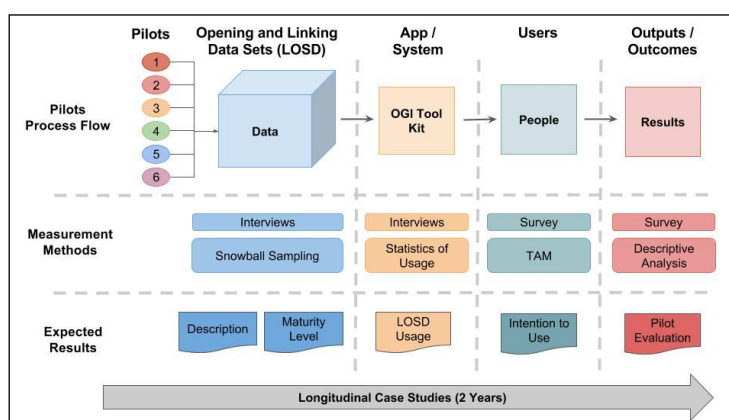 Pilots
Opening and Linking
Data Sets (LOSD)
App /
System
Users
Outputs /
Outcomes
Pilots
Process Flow
1
2
3
4
5
6
Data
OGI Tool
Kit
People
Results
Measurement
Methods
Interviews
Interviews
Survey
Survey
Snowball Sampling
Statistics of
Usage
TAM
Descriptive
Analysis
Expected
Results
Description
Maturity
Level
LOSD
Usage
Intention to
Use
Pilot
Evaluation
Longitudinal Case Studies (2 Years)